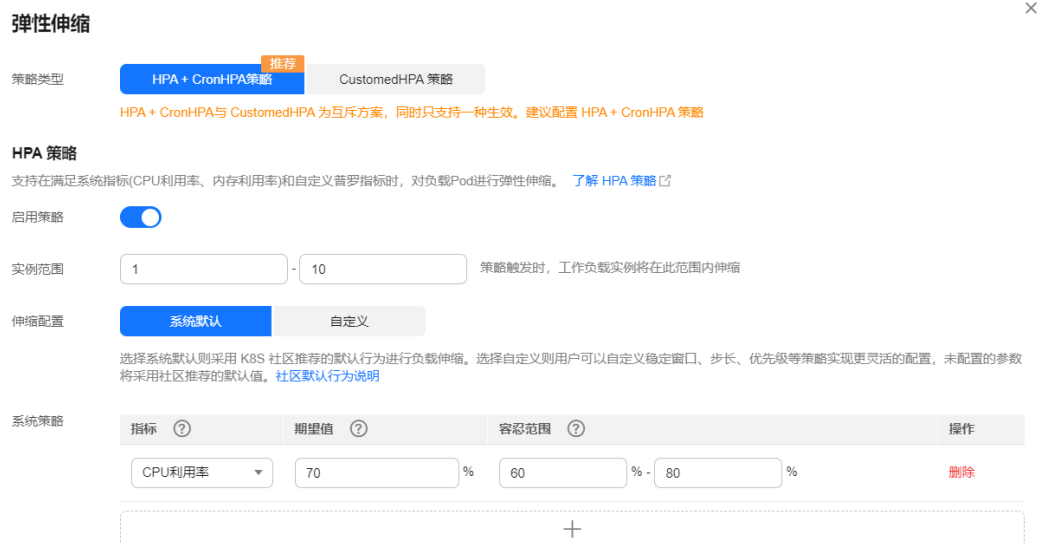 弹性伸缩
推荐
策略类型 HPA + CronHPA策略 CustomedHPA 策略
HPA + CronHPA与 CustomedHPA 为互斥方案，同时只支持一种生效。建议配置 HPA + CronHPA 策略
HPA 策略
支持在满足系统指标(CPU利用率、内存利用率)和自定义普罗指标时，对负载Pod进行弹性伸缩。 了解 HPA 策略
启用策略
实例范围 1 - 10 策略触发时，工作负载实例将在此范围内伸缩
伸缩配置 系统默认 自定义
选择系统默认则采用 K8S 社区推荐的默认行为进行负载伸缩。选择自定义则用户可以自定义稳定窗口、步长、优先级等策略实现更灵活的配置，未配置的参数
将采用社区推荐的默认值。社区默认行为说明
系统策略 指标 ? 期望值 ? 容忍范围 ? 操作
CPU利用率 70 % 60 % - 80 % 删除